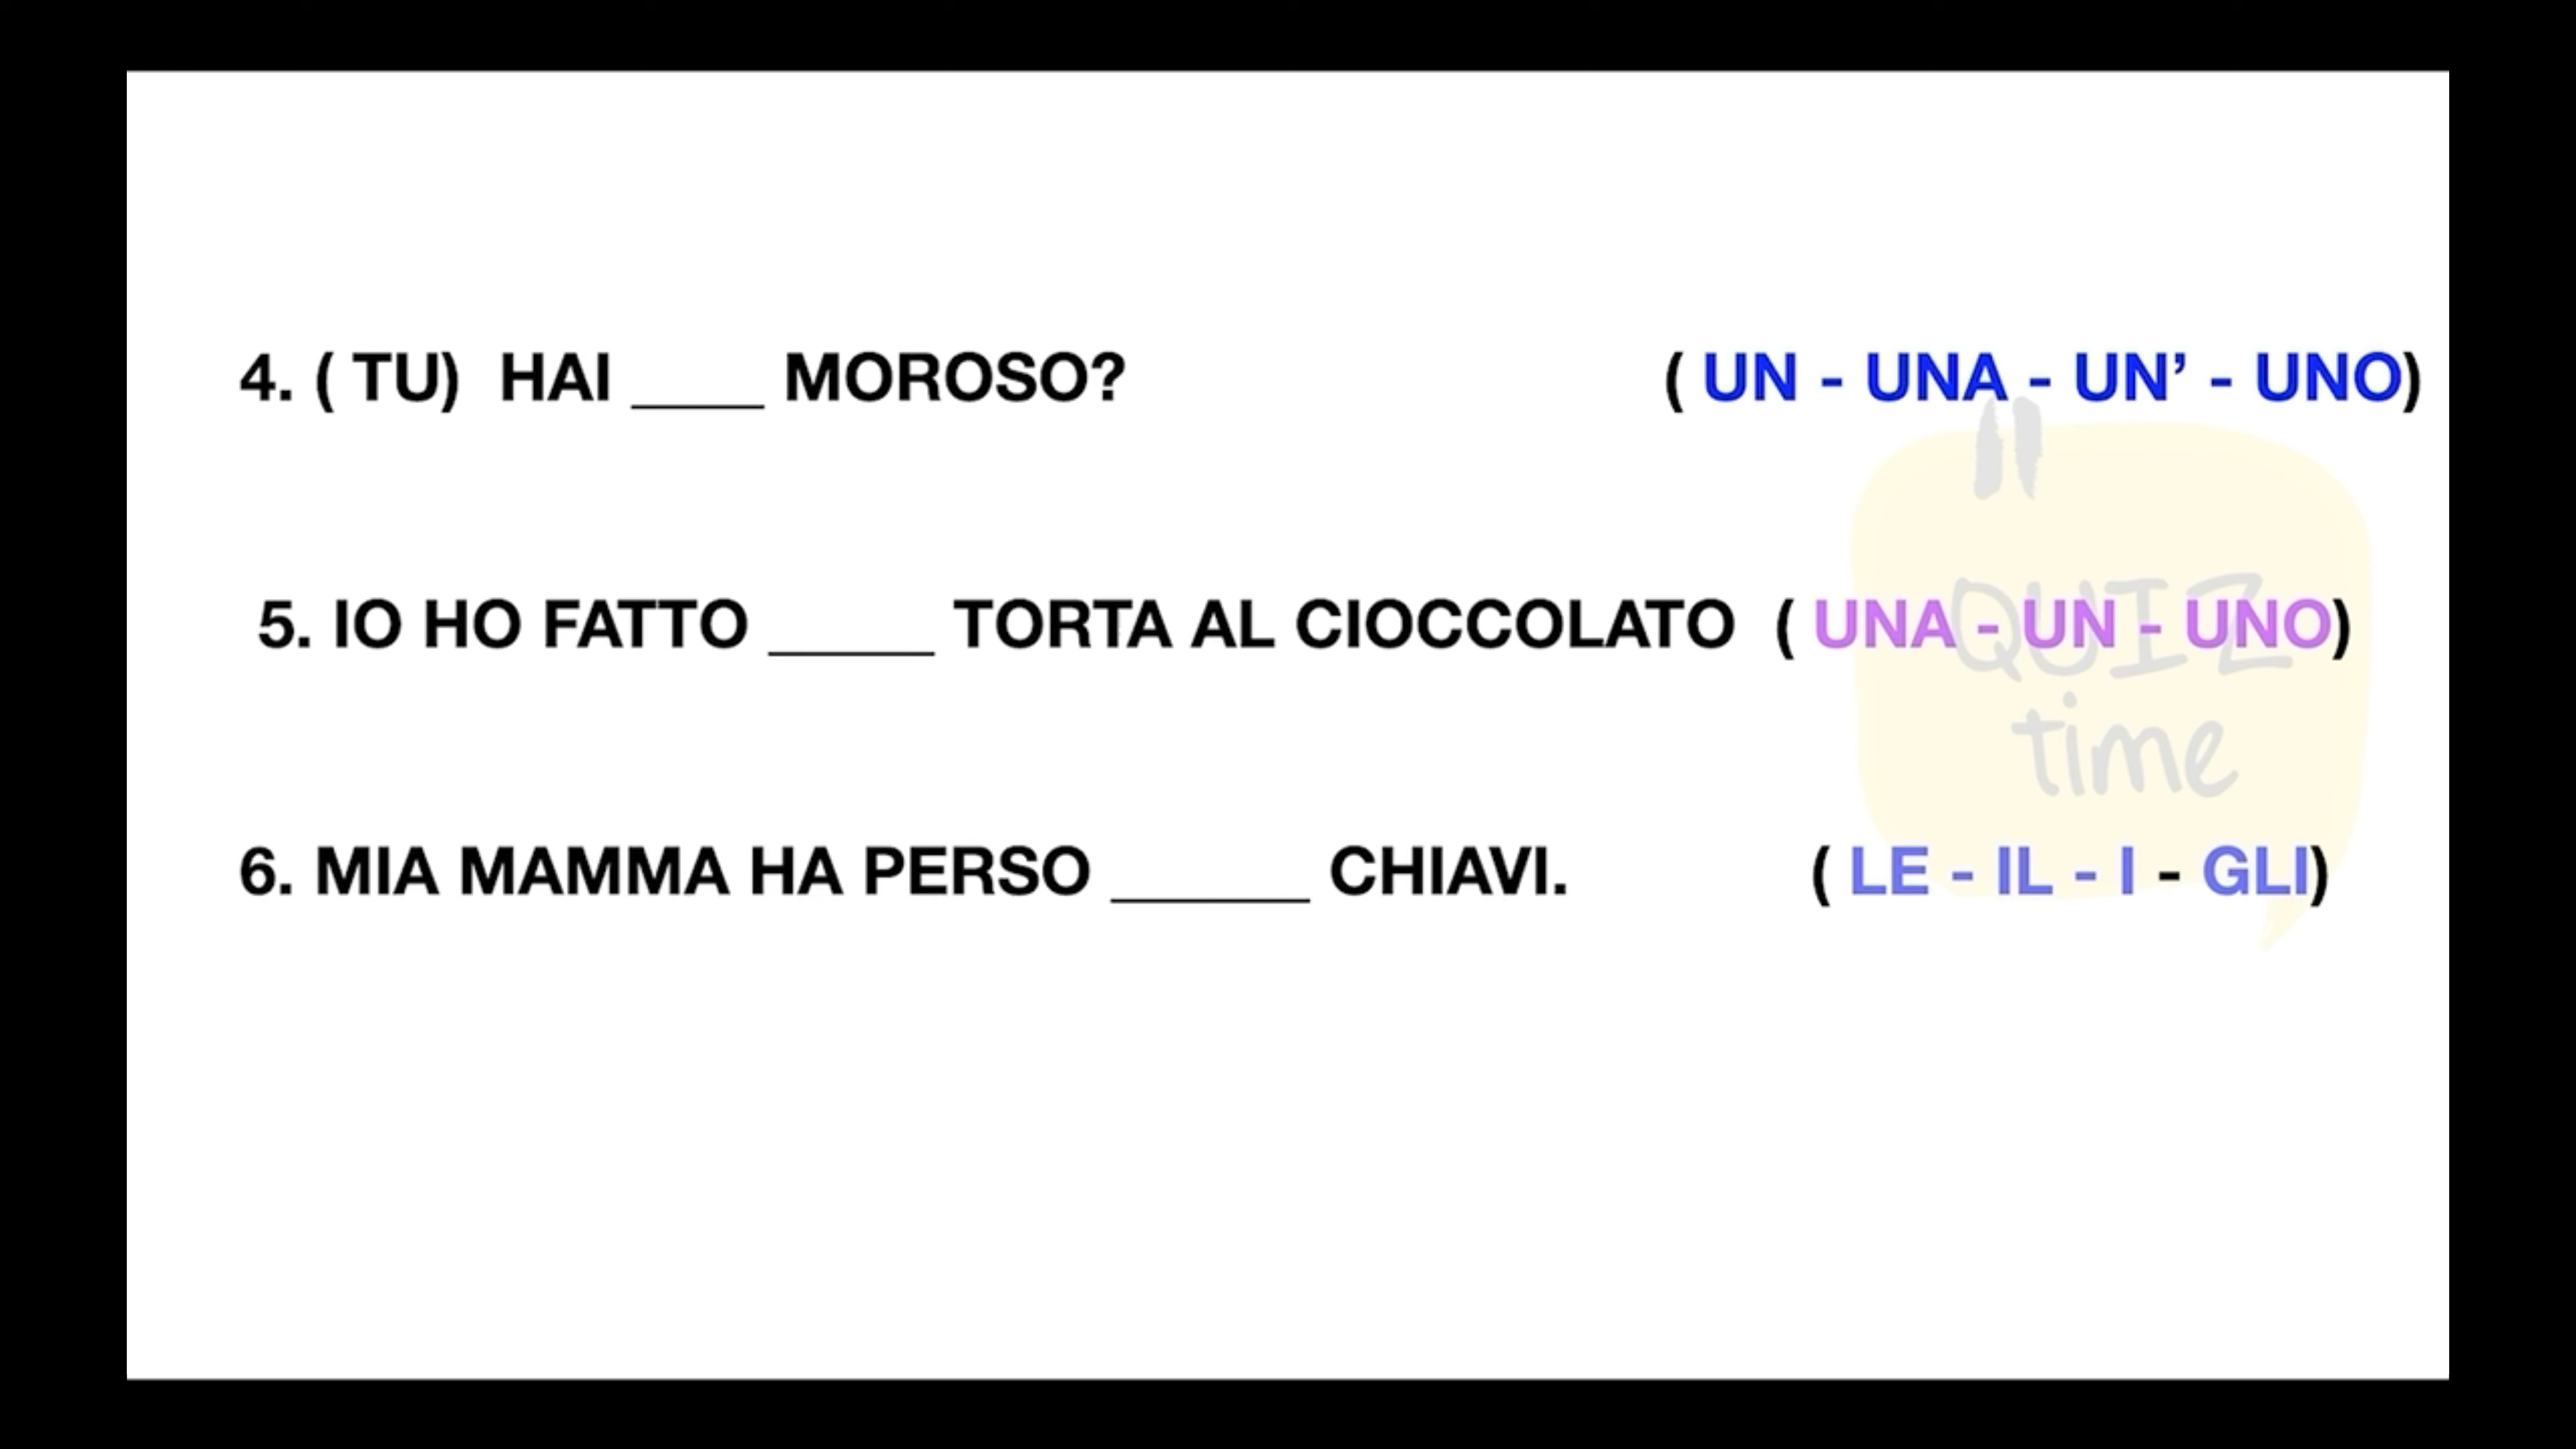 4. ( TU) HAI ____ MOROSO? ( UN - UNA - UN’ - UNO)
5. IO HO FATTO _____ TORTA AL CIOCCOLATO ( UNA - UN - UNO)
QUIZ
time
6. MIA MAMMA HA PERSO ______ CHIAVI. ( LE - IL - I - GLI)